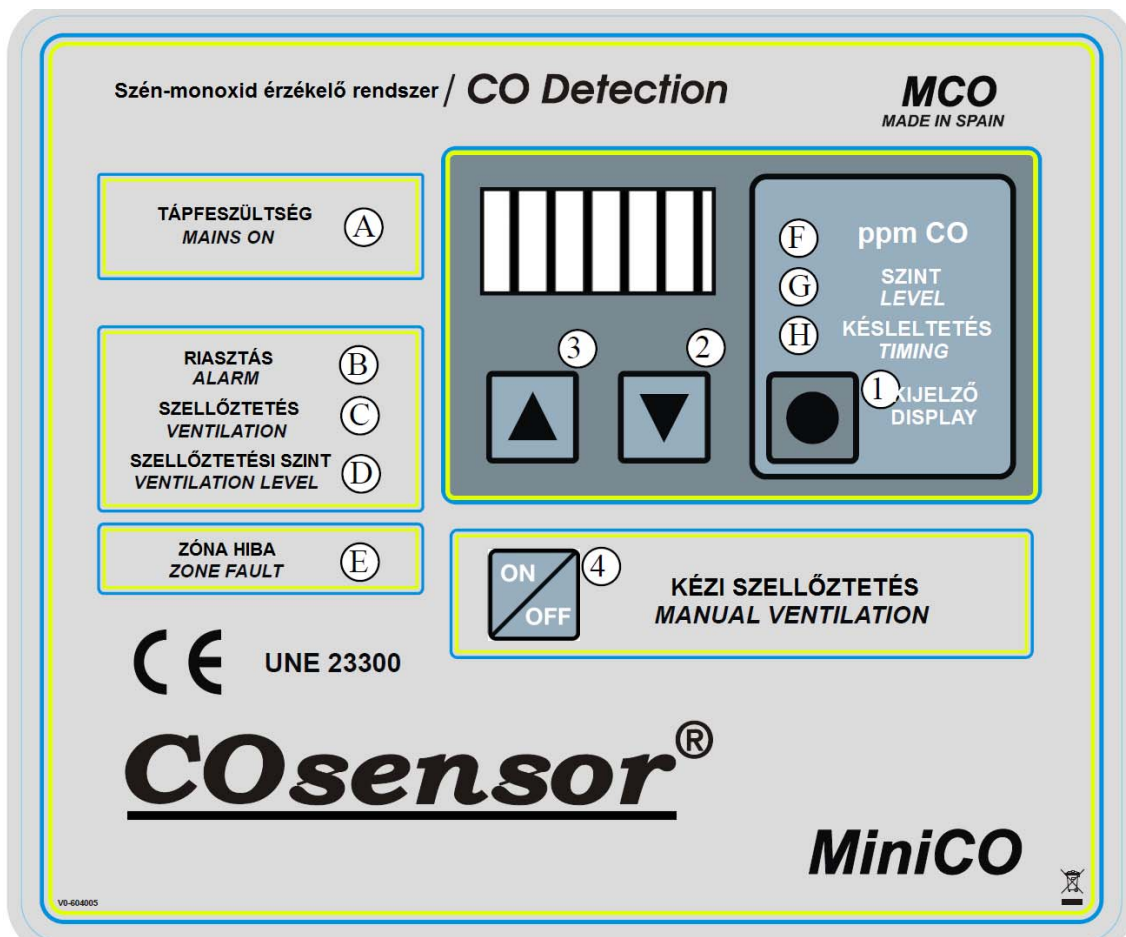 Szén-monoxid érzékelő rendszer / CO Detection
MCO
MADE IN SPAIN
TÁPFESZÜLTSÉG
MAINS ON
A
RIASZTÁS
ALARM
B
SZELLŐZTETÉS
VENTILATION
C
SZELLŐZTETÉSI SZINT
VENTILATION LEVEL
D
ZÓNA HIBA
ZONE FAULT
E
F
ppm CO
G
SZINT
LEVEL
H
KÉSLELTETÉS
TIMING
3
2
1
KIJELZŐ
DISPLAY
ON
OFF
4
KÉZI SZELLŐZTETÉS
MANUAL VENTILATION
CE
UNE 23300
COsensor®
MiniCO
V0-604005